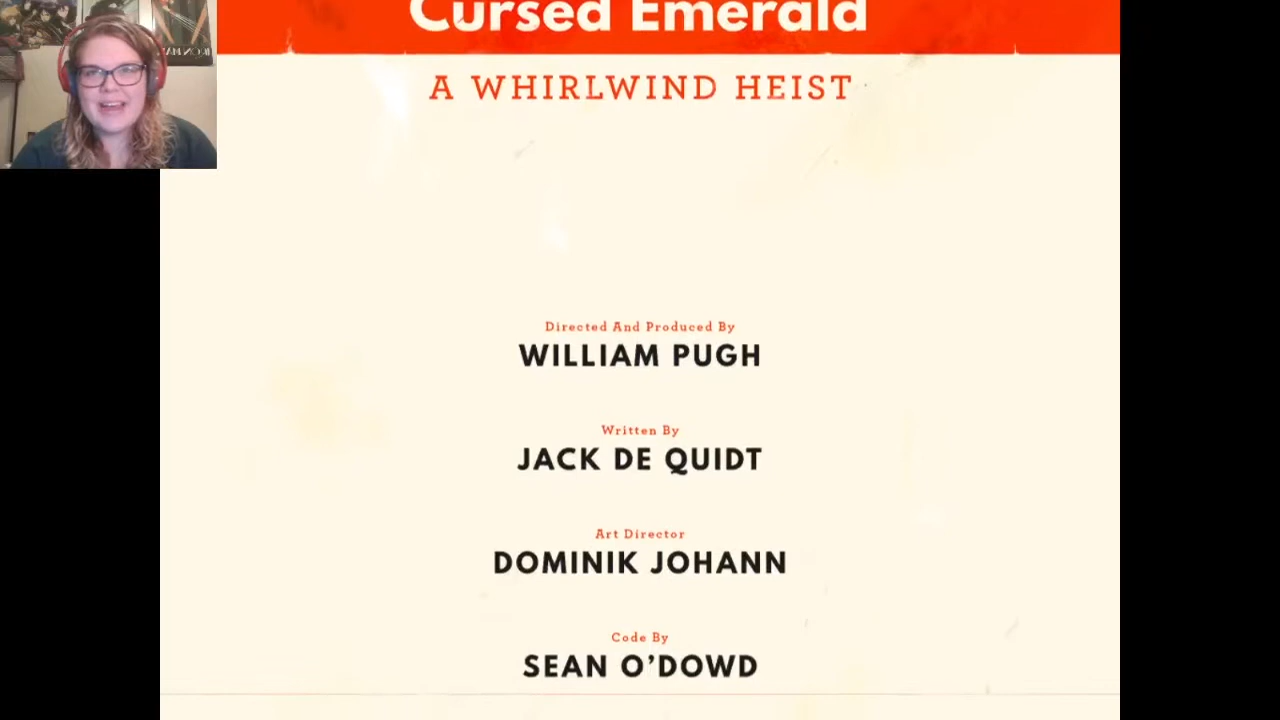 Cursed Emerald
A WHIRLWIND HEIST
Directed And Produced By
WILLIAM PUGH
Written By
JACK DE QUIDT
Art Director
DOMINIK JOHANN
Code By
SEAN O’DOWD